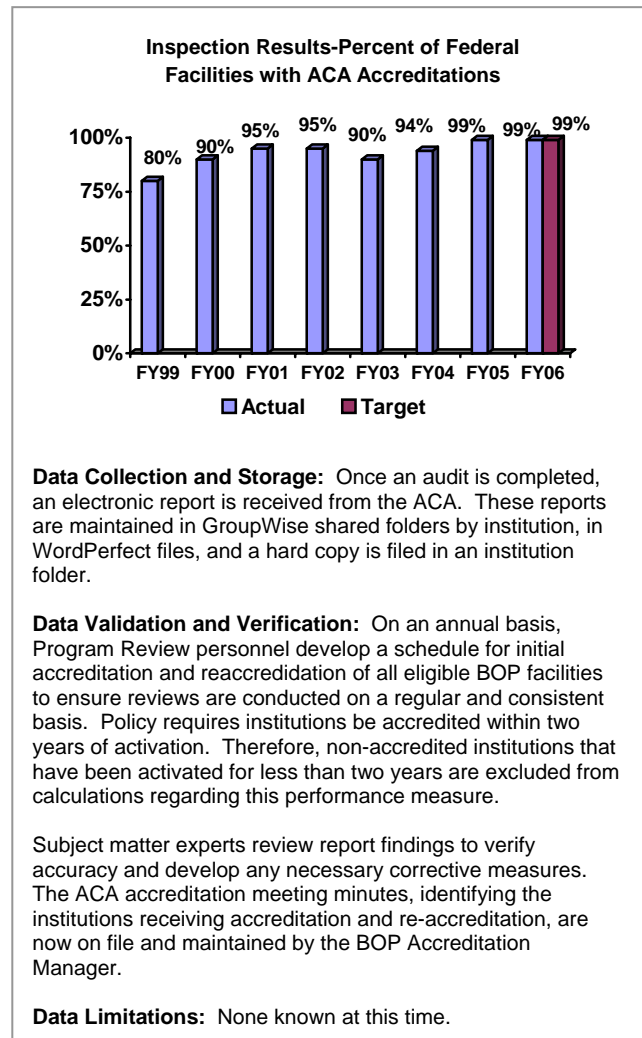 Inspection Results-Percent of Federal
Facilities with ACA Accreditations
80%
90%
95%
95%
90%
94%
99%
99%
99%
100%
75%
50%
25%
0%
FY99 FY00 FY01 FY02 FY03 FY04 FY05 FY06
Actual Target
Data Collection and Storage: Once an audit is completed,
an electronic report is received from the ACA. These reports
are maintained in GroupWise shared folders by institution, in
WordPerfect files, and a hard copy is filed in an institution
folder.
Data Validation and Verification: On an annual basis,
Program Review personnel develop a schedule for initial
accreditation and reaccredidation of all eligible BOP facilities
to ensure reviews are conducted on a regular and consistent
basis. Policy requires institutions be accredited within two
years of activation. Therefore, non-accredited institutions that
have been activated for less than two years are excluded from
calculations regarding this performance measure.
Subject matter experts review report findings to verify
accuracy and develop any necessary corrective measures.
The ACA accreditation meeting minutes, identifying the
institutions receiving accreditation and re-accreditation, are
now on file and maintained by the BOP Accreditation
Manager.
Data Limitations: None known at this time.